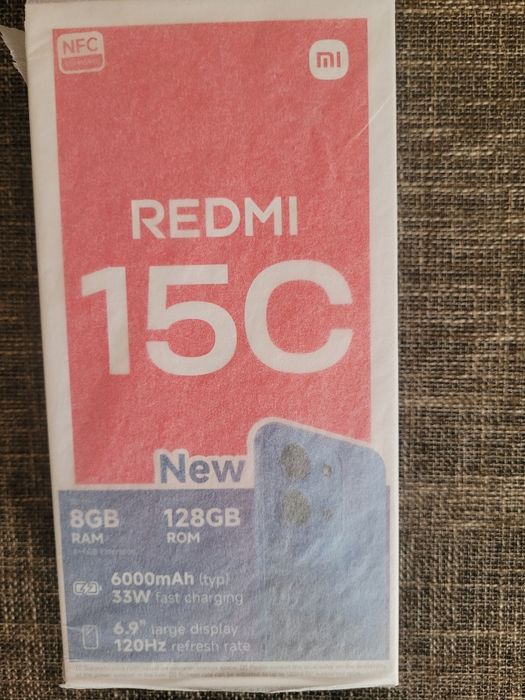 NFC
mi
REDMI
15C
New
8GB 128GB
RAM ROM
6000mAh (typ)
33W fast charging
6.9" large display
120Hz refresh rate